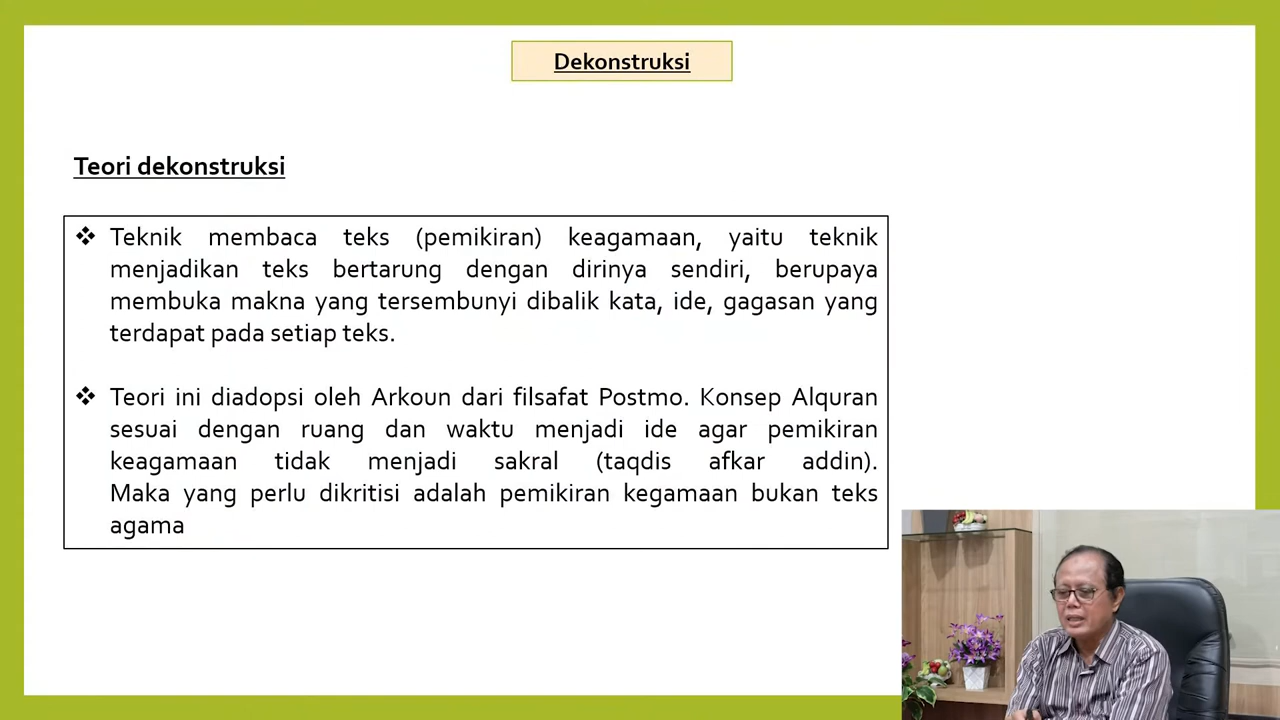 Dekonstruksi
Teori dekonstruksi
❖ Teknik membaca teks (pemikiran) keagamaan, yaitu teknik
menjadikan teks bertarung dengan dirinya sendiri, berupaya
membuka makna yang tersembunyi dibalik kata, ide, gagasan yang
terdapat pada setiap teks.
❖ Teori ini diadopsi oleh Arkoun dari filsafat Postmo. Konsep Alquran
sesuai dengan ruang dan waktu menjadi ide agar pemikiran
keagamaan tidak menjadi sakral (taqdis afkar addin).
Maka yang perlu dikritisi adalah pemikiran kegamaan bukan teks
agama